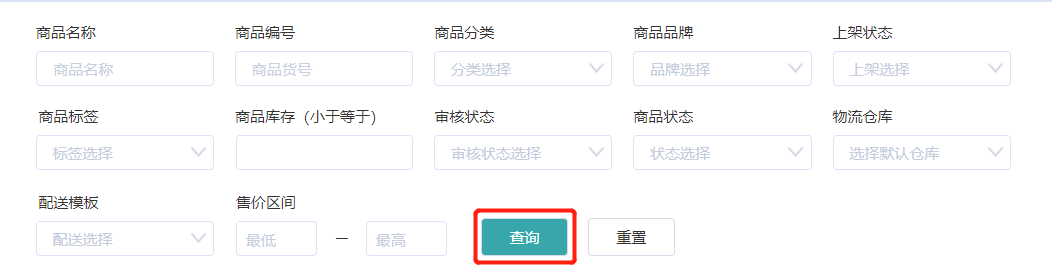 商品名称 商品编号 商品分类 商品品牌 上架状态
商品名称 商品货号 分类选择 品牌选择 上架选择
商品标签 商品库存（小于等于） 审核状态 商品状态 物流仓库
标签选择 审核状态选择 状态选择 选择默认仓库
配送模板 售价区间
配送选择 最低 — 最高 查询 重置